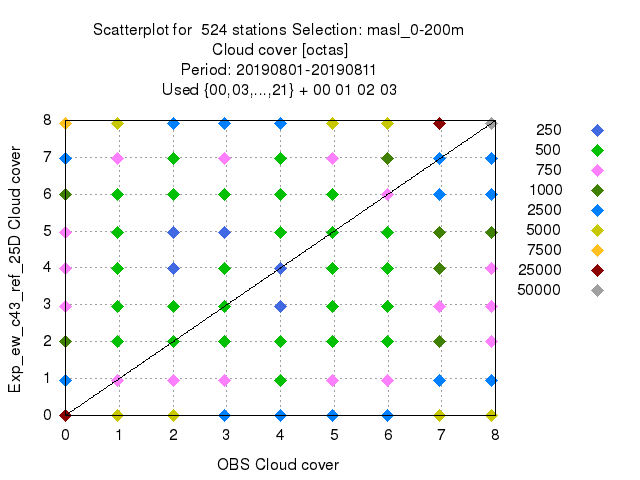 Scatterplot for  524 stations Selection: masl_0-200m
Cloud cover [octas]
Period: 20190801-20190811
Used {00,03,...,21} + 00 01 02 03
Exp_ew_c43_ref_25D Cloud cover
8
7
6
5
4
3
2
1
0
0 1 2 3 4 5 6 7 8
OBS Cloud cover
250
500
750
1000
2500
5000
7500
25000
50000